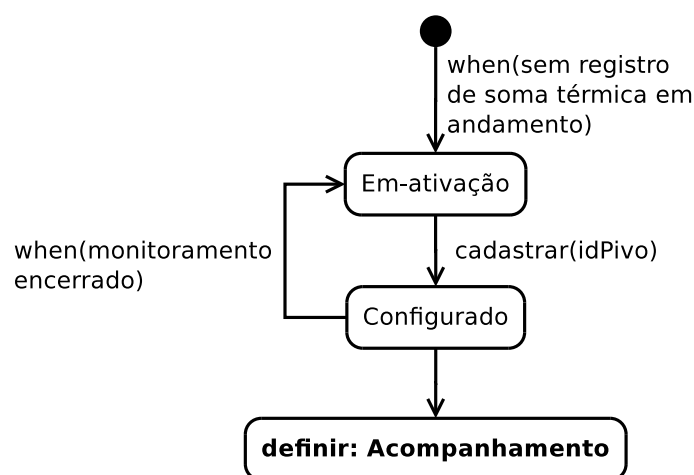 when(sem registro
de soma térmica em
andamento)
Em-ativação
when(monitoramento
encerrado)
cadastrar(idPivo)
Configurado
definir: Acompanhamento